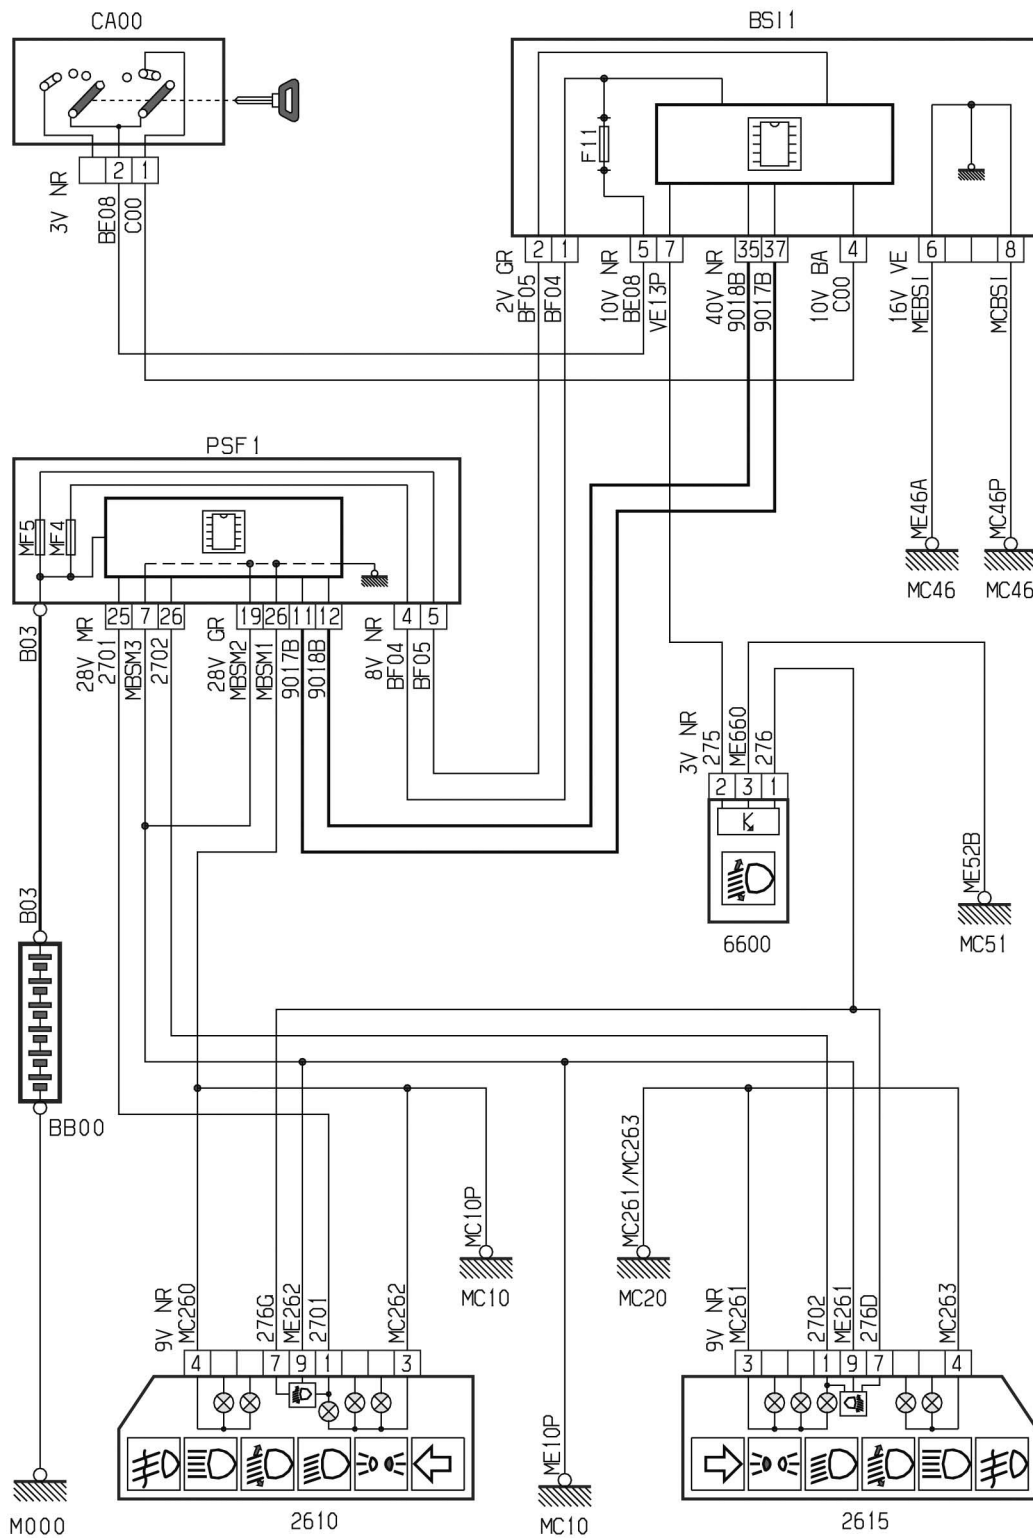 CA00
BSI1
F11
2 1
3V NR
BE08
C00
2 1 5 7 35 37 4 6 8
2V GR
BF05
BF04
10V NR
BE08
VE13P
40V NR
9018B
9017B
10V BA
C00
16V VE
MEBSI
MCBSI
PSF1
MF5
MF4
ME46A
MC46P
MC46
MC46
25 7 26 19 26 11 12 4 5
B03
28V MR
2701
MBSM3
2702
28V GR
MBSM2
MBSM1
9017B
9018B
8V NR
BF04
BF05
3V NR
275
ME660
276
2 3 1
6600
ME52B
MC51
B03
BB00
MC10P
MC10
MC261/MC263
MC20
9V NR
MC260
276G
ME262
2701
MC262
9V NR
MC261
2702
ME261
276D
MC263
4 7 9 1 3
3 1 9 7 4
ME10P
M000
2610
MC10
2615